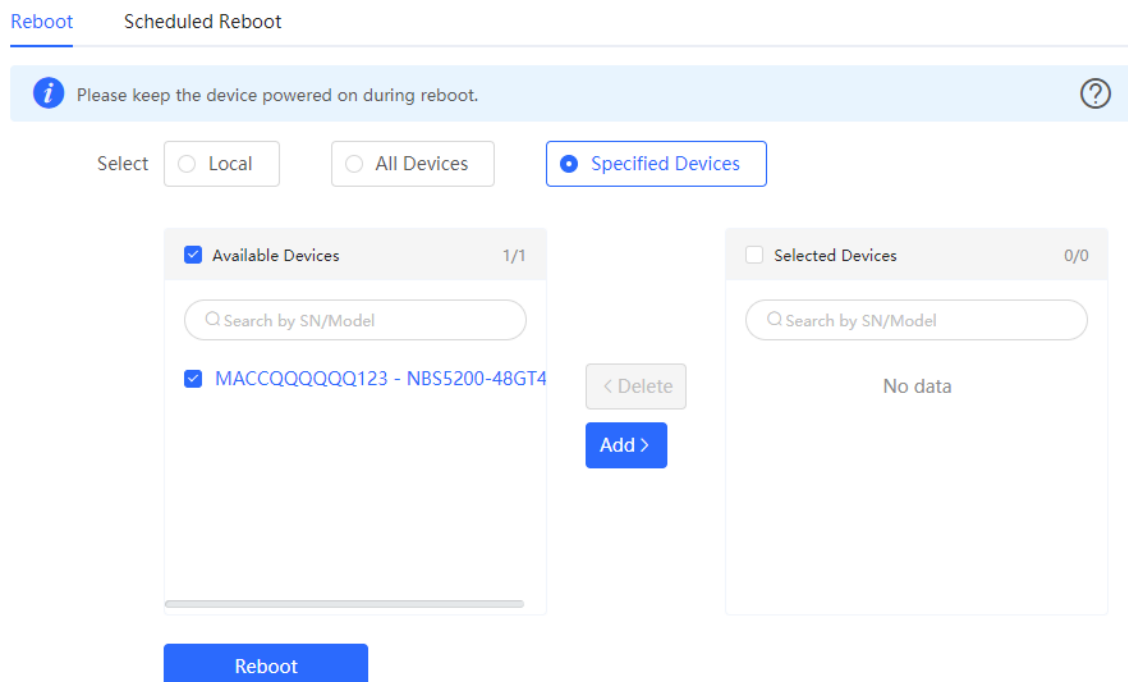 Reboot Scheduled Reboot
Please keep the device powered on during reboot.
Select Local All Devices Specified Devices
Available Devices 1/1
Search by SN/Model
MACCQQQQQQ123 - NBS5200-48GT4
< Delete
Add >
Selected Devices 0/0
Search by SN/Model
No data
Reboot